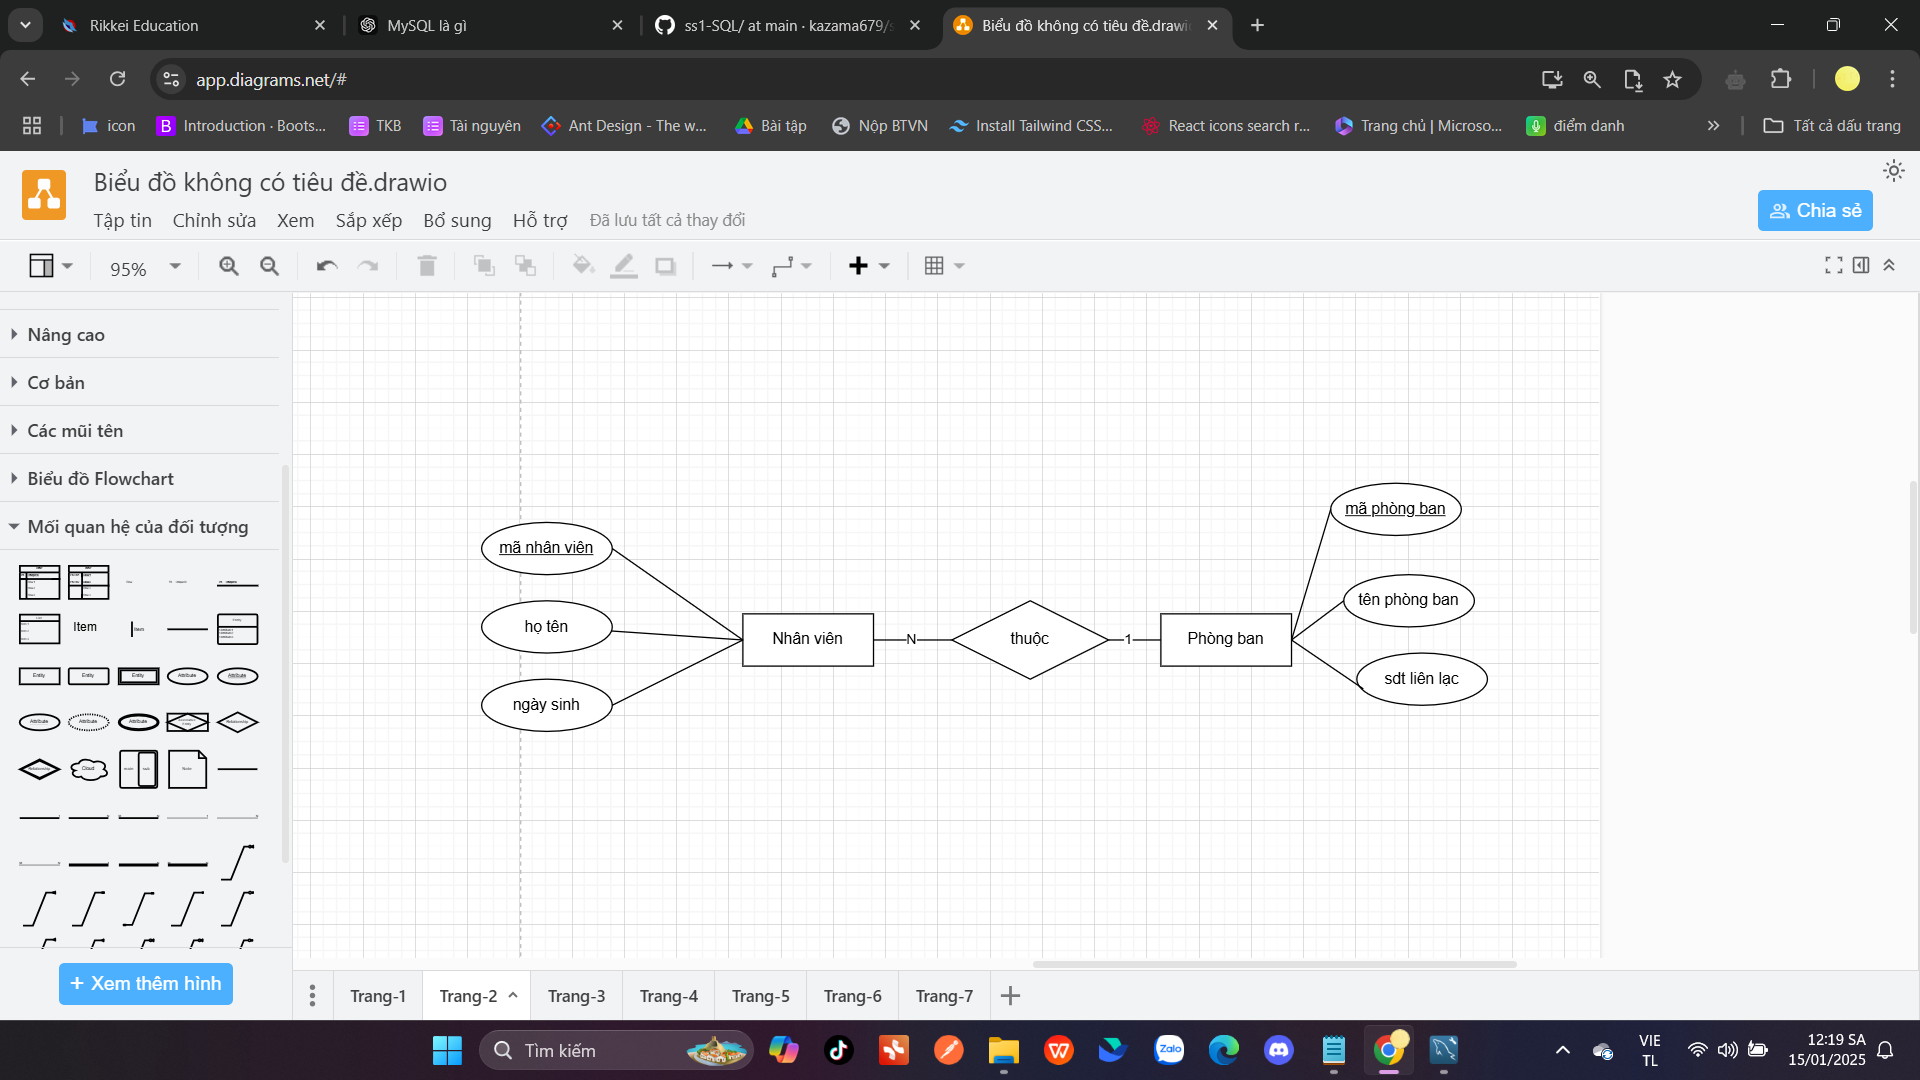 Rikkei Education
MySQL là gì
ss1-SQL/ at main · kazama679/s
Biểu đồ không có tiêu đề.drawio
app.diagrams.net/#
icon
Introduction · Boots...
TKB
Tài nguyên
Ant Design - The w...
Bài tập
Nộp BTVN
Install Tailwind CSS...
React icons search r...
Trang chủ | Microso...
điểm danh
Tất cả dấu trang
Biểu đồ không có tiêu đề.drawio
Tập tin
Chỉnh sửa
Xem
Sắp xếp
Bổ sung
Hỗ trợ
Đã lưu tất cả thay đổi
Chia sẻ
95%
Nâng cao
Cơ bản
Các mũi tên
Biểu đồ Flowchart
Mối quan hệ của đối tượng
Item
Xem thêm hình
mã nhân viên
họ tên
ngày sinh
Nhân viên
N
thuộc
1
Phòng ban
mã phòng ban
tên phòng ban
sdt liên lạc
Trang-1
Trang-2
Trang-3
Trang-4
Trang-5
Trang-6
Trang-7
Tìm kiếm
Zalo
VIE
TL
12:19 SA
15/01/2025